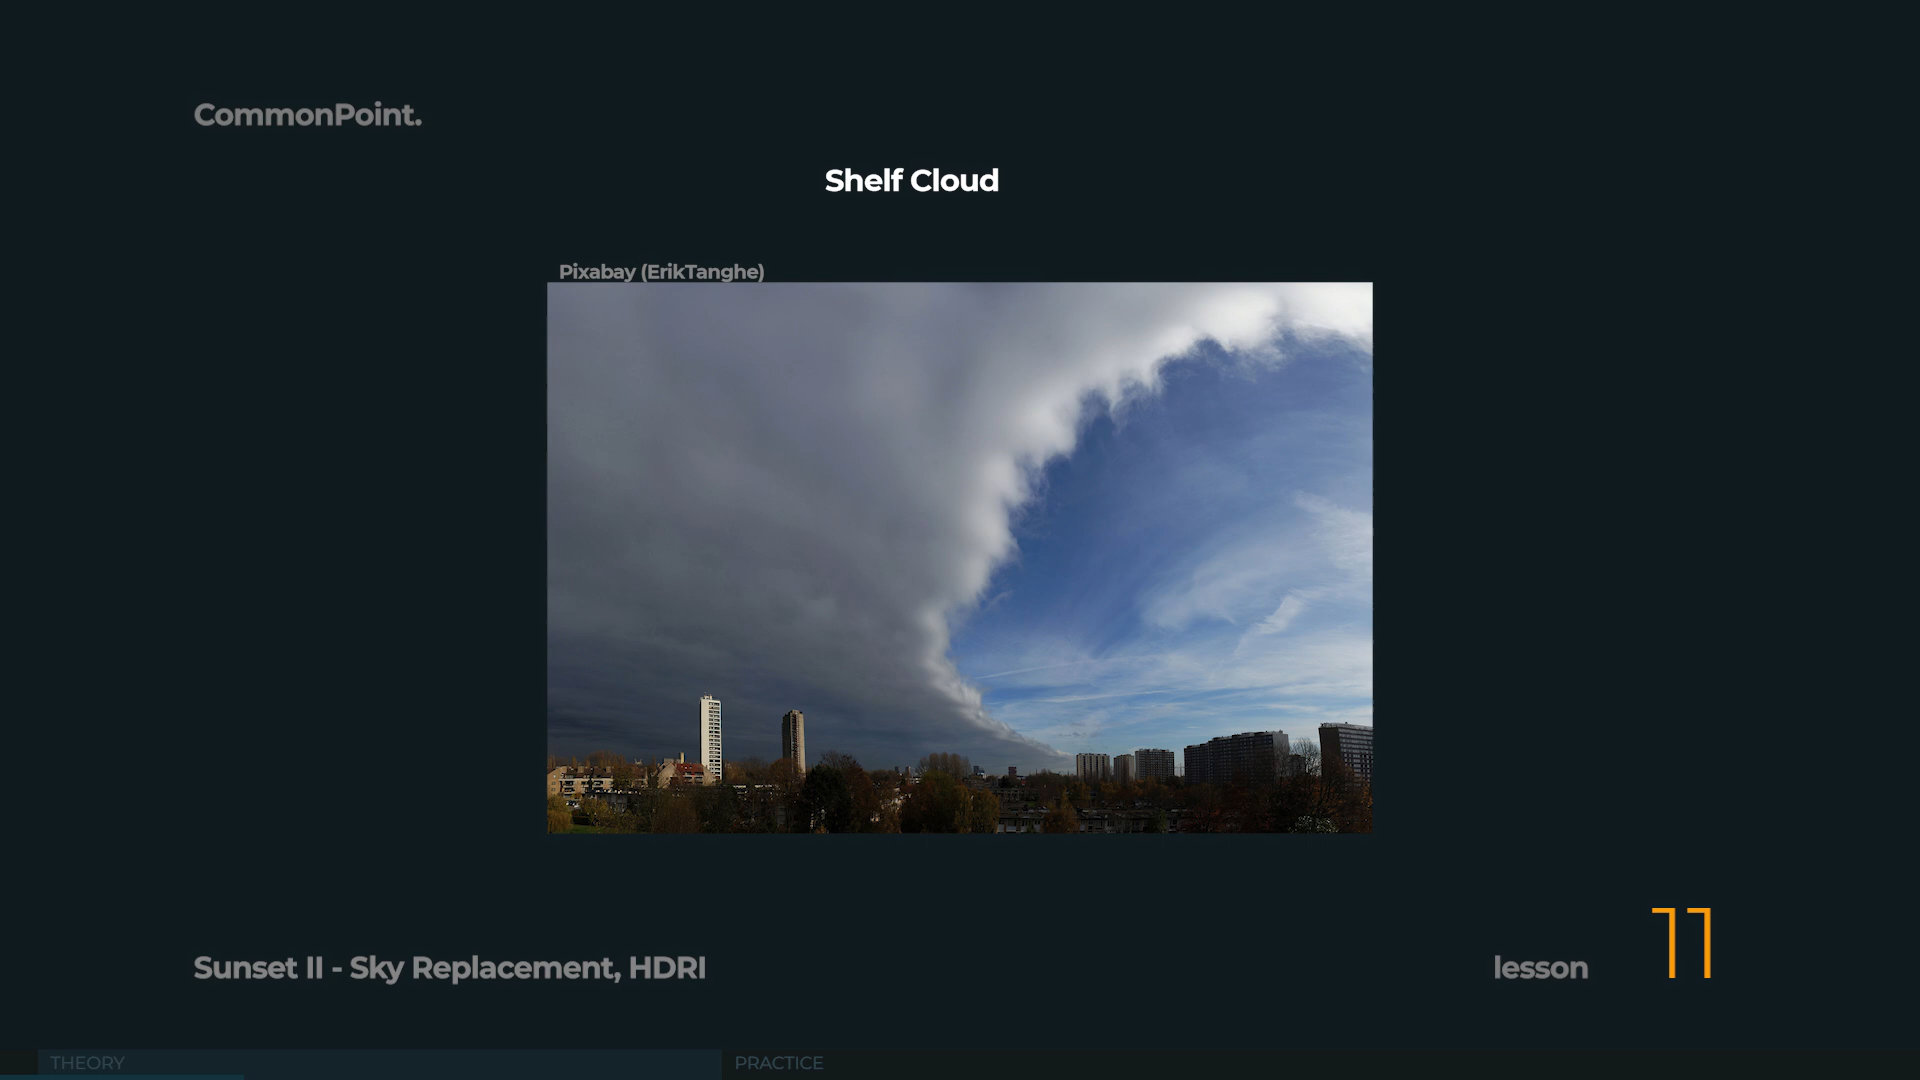 CommonPoint.
Shelf Cloud
Pixabay (ErikTanghe)
Sunset II - Sky Replacement, HDRI
lesson 11
THEORY
PRACTICE